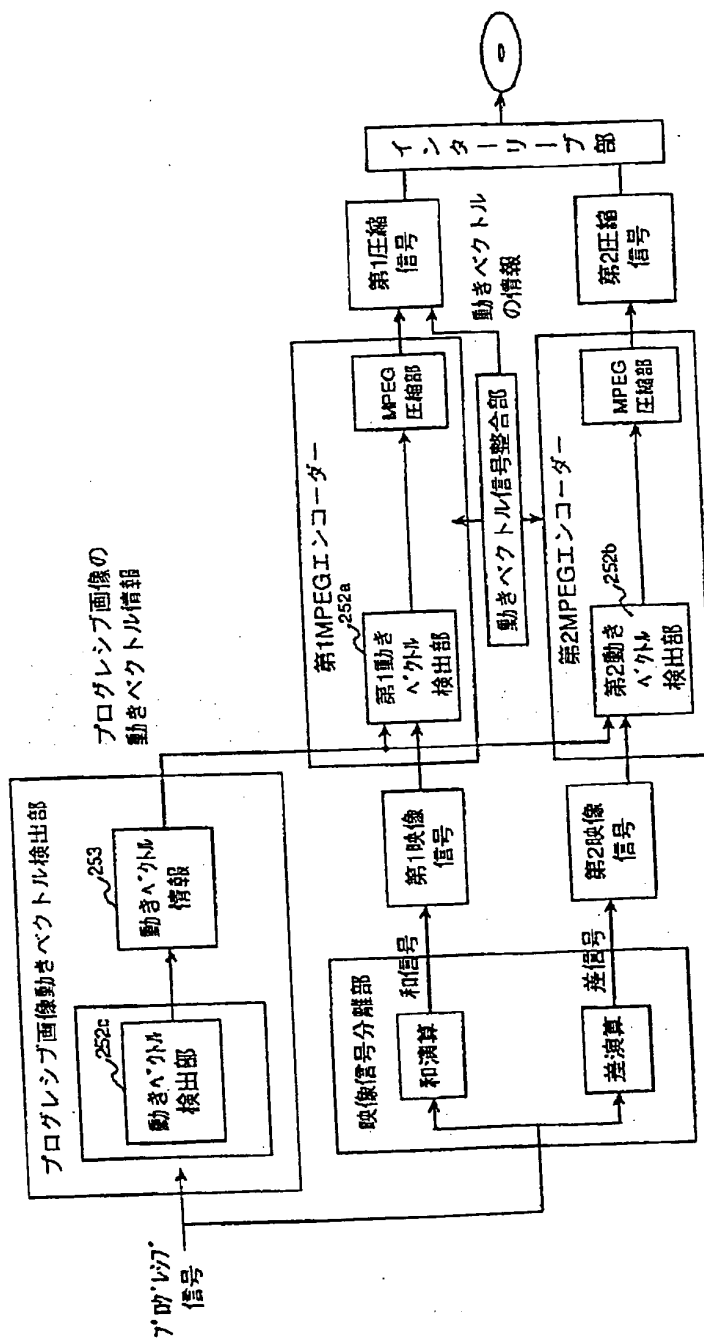 プログレシブ
信号
プログレシブ画像動きベクトル検出部
252c
動きベクトル
検出部
253
動きベクトル
情報
プログレシブ画像の
動きベクトル情報
映像信号分離部
和演算
差演算
和信号
差信号
第1映像
信号
第2映像
信号
第1MPEGエンコーダー
252a
第1動き
ベクトル
検出部
MPEG
圧縮部
動きベクトル信号整合部
第2MPEGエンコーダー
252b
第2動き
ベクトル
検出部
MPEG
圧縮部
第1圧縮
信号
動きベクトル
の情報
第2圧縮
信号
インターリーブ部